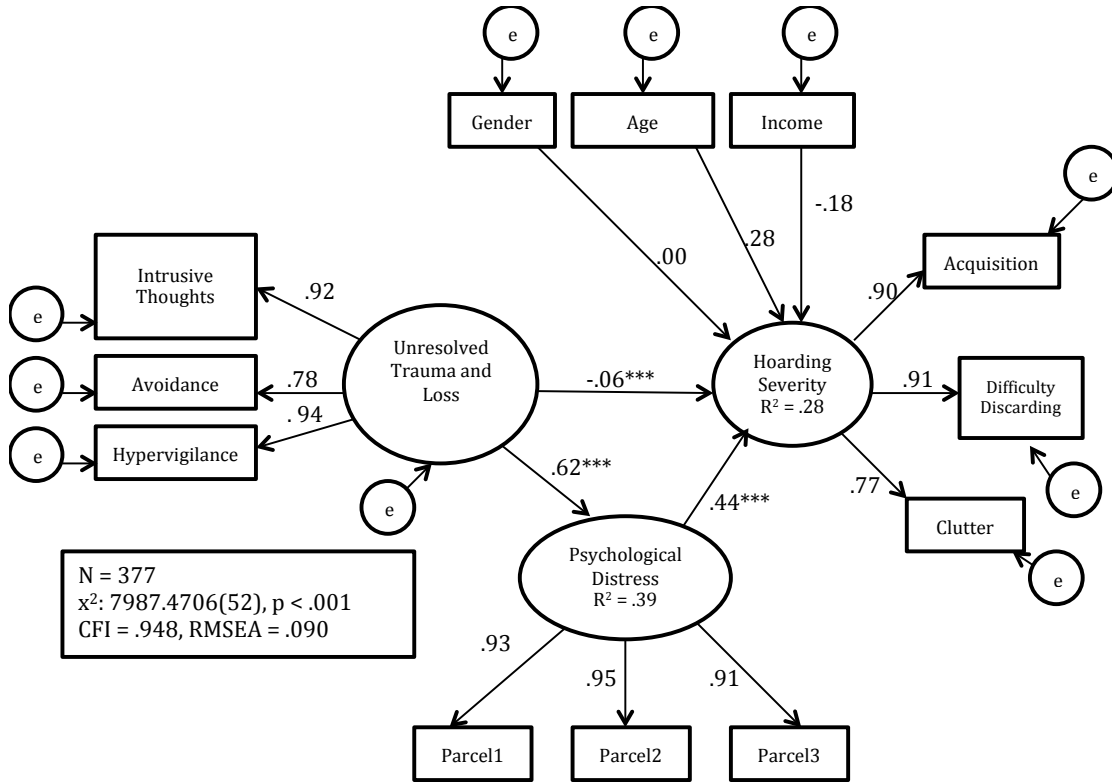 e
e
e
Gender
Age
Income
e
-.18
.28
.00
Acquisition
Intrusive
Thoughts
.92
.90
e
Unresolved
Trauma and
Loss
Hoarding
Severity
R² = .28
e
Avoidance
.78
-.06***
.91
Difficulty
Discarding
.94
e
Hypervigilance
.62***
.77
e
e
.44***
Clutter
Psychological
Distress
R² = .39
e
N = 377
x²: 7987.4706(52), p < .001
CFI = .948, RMSEA = .090
.93
.95
.91
Parcel1
Parcel2
Parcel3